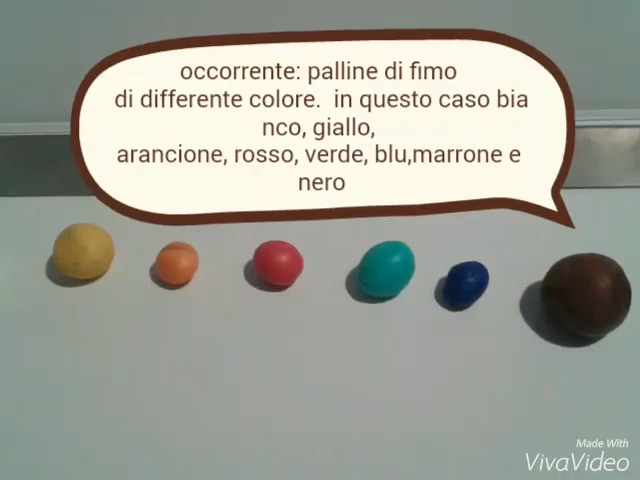 occorrente: palline di fimo
di differente colore.  in questo caso bia
nco, giallo,
arancione, rosso, verde, blu,marrone e
nero
Made With
VivaVideo